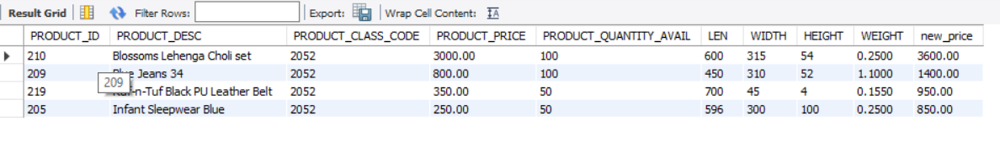 Result Grid Filter Rows: Export: Wrap Cell Content: IA
PRODUCT_ID PRODUCT_DESC PRODUCT_CLASS_CODE PRODUCT_PRICE PRODUCT_QUANTITY_AVAIL LEN WIDTH HEIGHT WEIGHT new_price
210 Blossoms Lehenga Choli set 2052 3000.00 100 600 315 54 0.2500 3600.00
209 Blue Jeans 34 2052 800.00 100 450 310 52 1.1000 1400.00
209
219 Ruf-n-Tuf Black PU Leather Belt 2052 350.00 50 700 45 4 0.1550 950.00
205 Infant Sleepwear Blue 2052 250.00 50 596 300 100 0.2500 850.00